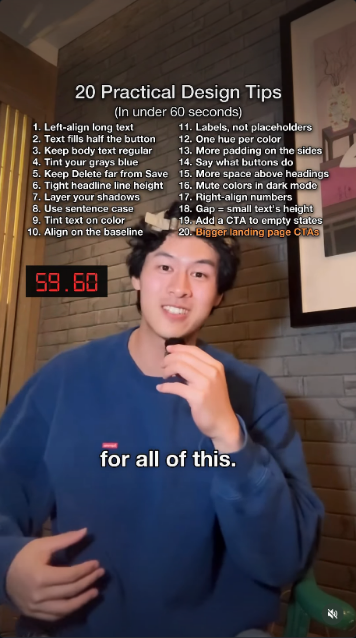 20 Practical Design Tips
(In under 60 seconds)
1. Left-align long text
2. Text fills half the button
3. Keep body text regular
4. Tint your grays blue
5. Keep Delete far from Save
6. Tight headline line height
7. Layer your shadows
8. Use sentence case
9. Tint text on color
10. Align on the baseline
11. Labels, not placeholders
12. One hue per color
13. More padding on the sides
14. Say what buttons do
15. More space above headings
16. Mute colors in dark mode
17. Right-align numbers
18. Gap = small text's height
19. Add a CTA to empty states
20. Bigger landing page CTAs
59.60
for all of this.